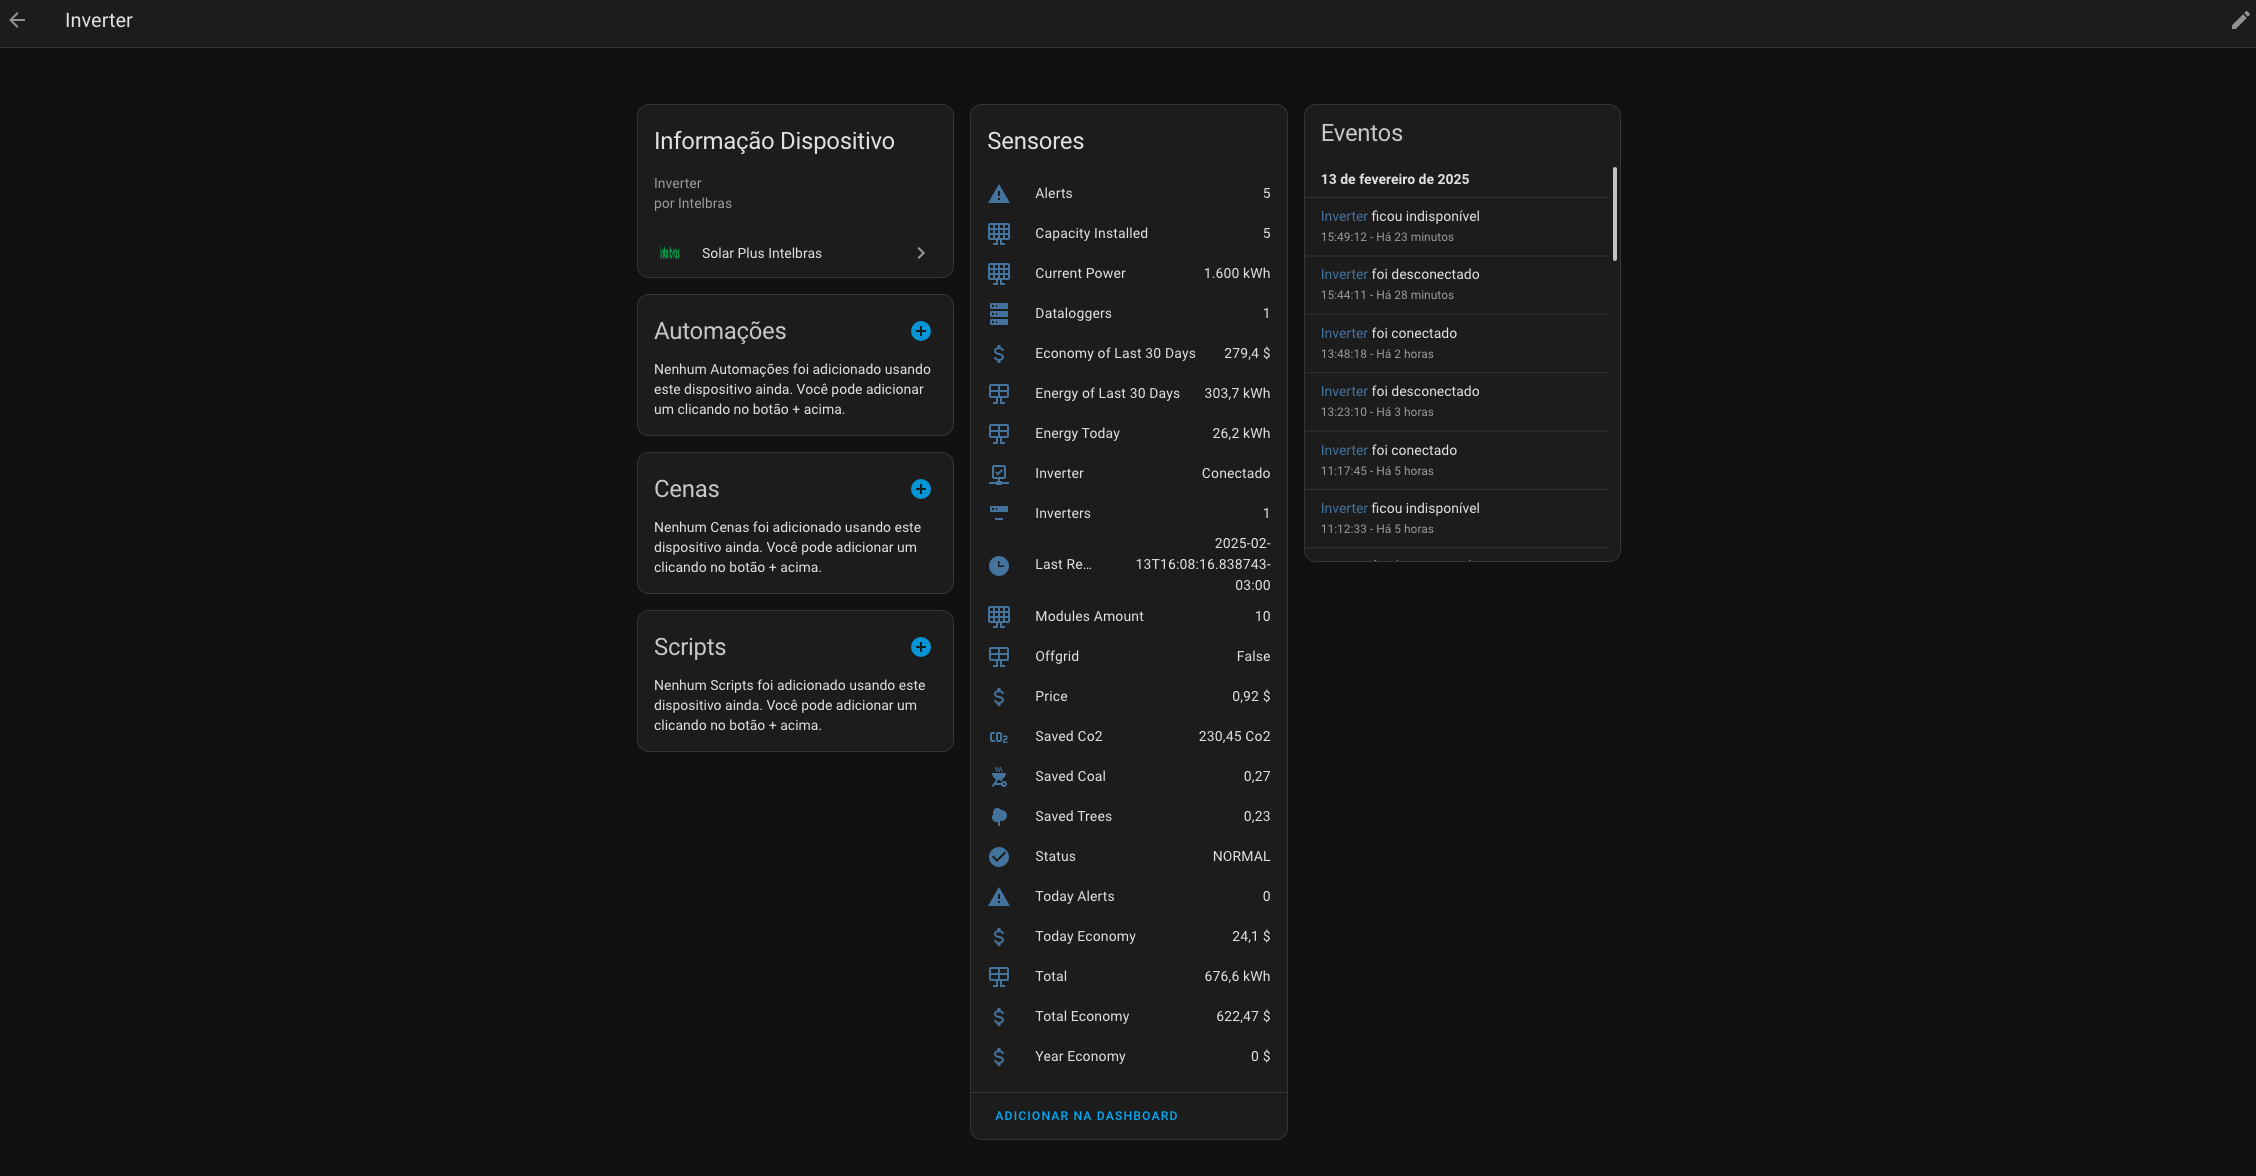 Inverter
Informação Dispositivo
Inverter
por Intelbras
Solar Plus Intelbras
Automações
Nenhum Automações foi adicionado usando
este dispositivo ainda. Você pode adicionar
um clicando no botão + acima.
Cenas
Nenhum Cenas foi adicionado usando este
dispositivo ainda. Você pode adicionar um
clicando no botão + acima.
Scripts
Nenhum Scripts foi adicionado usando este
dispositivo ainda. Você pode adicionar um
clicando no botão + acima.
Sensores
Alerts 5
Capacity Installed 5
Current Power 1.600 kWh
Dataloggers 1
Economy of Last 30 Days 279,4 $
Energy of Last 30 Days 303,7 kWh
Energy Today 26,2 kWh
Inverter Conectado
Inverters 1
2025-02-
Last Re... 13T16:08:16.838743-
03:00
Modules Amount 10
Offgrid False
Price 0,92 $
Saved Co2 230,45 Co2
Saved Coal 0,27
Saved Trees 0,23
Status NORMAL
Today Alerts 0
Today Economy 24,1 $
Total 676,6 kWh
Total Economy 622,47 $
Year Economy 0 $
ADICIONAR NA DASHBOARD
Eventos
13 de fevereiro de 2025
Inverter ficou indisponível
15:49:12 - Há 23 minutos
Inverter foi desconectado
15:44:11 - Há 28 minutos
Inverter foi conectado
13:48:18 - Há 2 horas
Inverter foi desconectado
13:23:10 - Há 3 horas
Inverter foi conectado
11:17:45 - Há 5 horas
Inverter ficou indisponível
11:12:33 - Há 5 horas